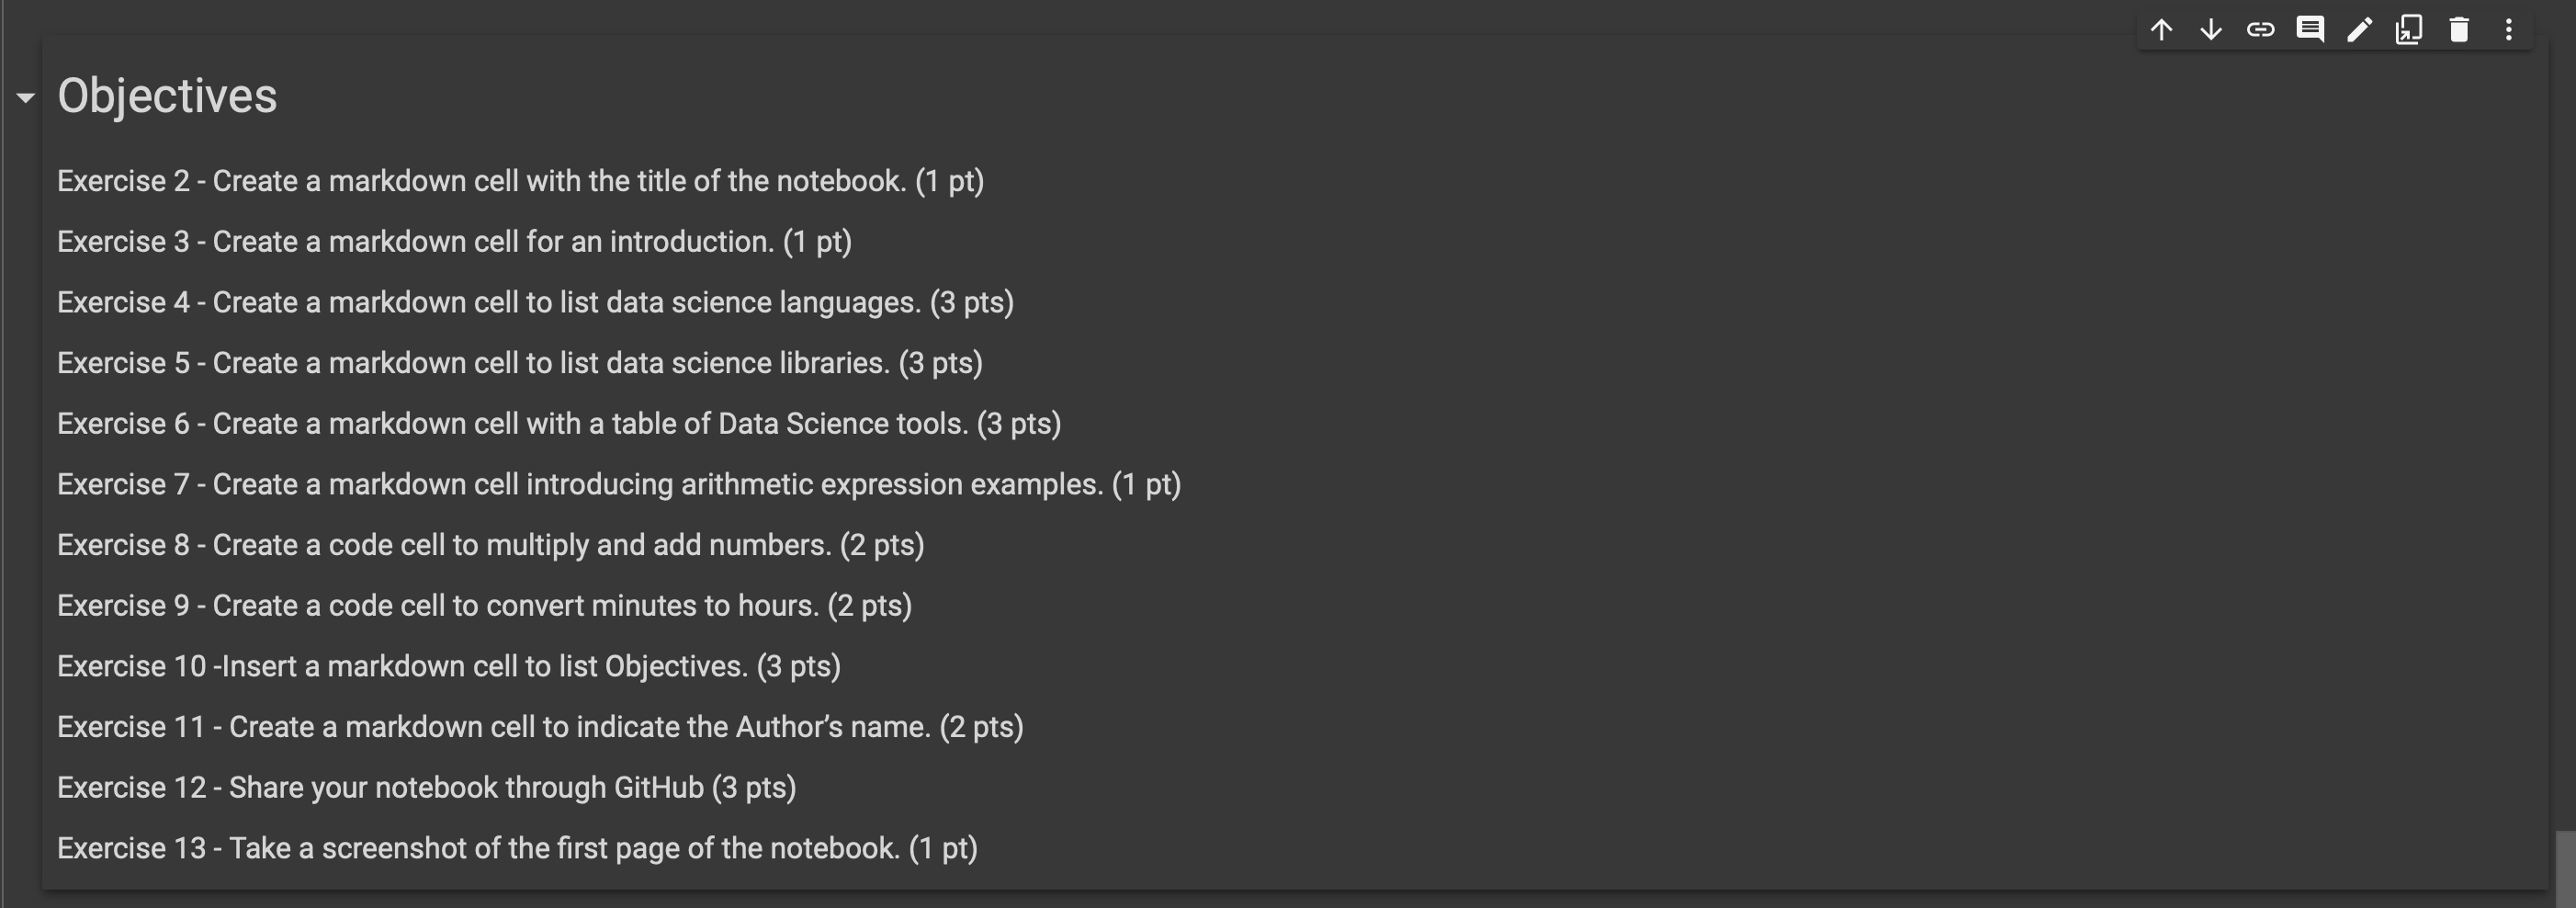 Objectives
Exercise 2 - Create a markdown cell with the title of the notebook. (1 pt)
Exercise 3 - Create a markdown cell for an introduction. (1 pt)
Exercise 4 - Create a markdown cell to list data science languages. (3 pts)
Exercise 5 - Create a markdown cell to list data science libraries. (3 pts)
Exercise 6 - Create a markdown cell with a table of Data Science tools. (3 pts)
Exercise 7 - Create a markdown cell introducing arithmetic expression examples. (1 pt)
Exercise 8 - Create a code cell to multiply and add numbers. (2 pts)
Exercise 9 - Create a code cell to convert minutes to hours. (2 pts)
Exercise 10 -Insert a markdown cell to list Objectives. (3 pts)
Exercise 11 - Create a markdown cell to indicate the Author’s name. (2 pts)
Exercise 12 - Share your notebook through GitHub (3 pts)
Exercise 13 - Take a screenshot of the first page of the notebook. (1 pt)